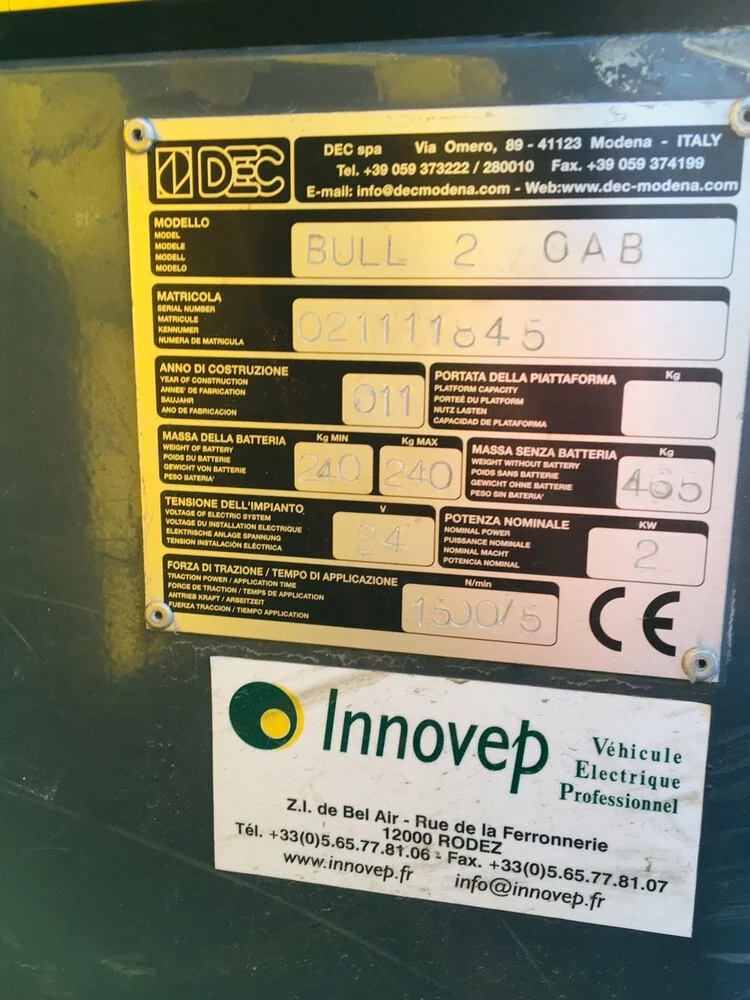 DEC
DEC spa Via Omero, 89 - 41123 Modena - ITALY
Tel. +39 059 373222 / 280010 Fax. +39 059 374199
E-mail: info@decmodena.com - Web:www.dec-modena.com
MODELLO
MODEL
MODELE
MODELL
MODELO
BULL 2 OAB
MATRICOLA
SERIAL NUMBER
MATRICULE
KENNUMER
NUMERA DE MATRICULA
021111845
ANNO DI COSTRUZIONE
YEAR OF CONSTRUCTION
ANNEE' DE FABRICATION
BAUJAHR
ANO DE FABRICACION
011
PORTATA DELLA PIATTAFORMA
PLATFORM CAPACITY
PORTEÉ DU PLATFORM
NUTZ LASTEN
CAPACIDAD DE PLATAFORMA
Kg
MASSA DELLA BATTERIA
WEIGHT OF BATTERY
POIDS DU BATTERIE
GEWICHT VON BATTERIE
PESO BATERIA'
Kg MIN
240
Kg MAX
240
MASSA SENZA BATTERIA
WEIGHT WITHOUT BATTERY
POIDS SANS BATTERIE
GEWICHT OHNE BATTERIE
PESO SIN BATERIA'
Kg
465
TENSIONE DELL'IMPIANTO
VOLTAGE OF ELECTRIC SYSTEM
VOLTAGE DU INSTALLATION ELECTRIQUE
ELEKTRISCHE ANLAGE SPANNUNG
TENSION INSTALACIÓN ELÉCTRICA
V
24
POTENZA NOMINALE
NOMINAL POWER
PUISSANCE NOMINALE
NOMINAL MACHT
POTENCIA NOMINAL
KW
2
FORZA DI TRAZIONE / TEMPO DI APPLICAZIONE
TRACTION POWER / APPLICATION TIME
FORCE DE TRACTION / TEMPS DE APPLICATION
ANTRIEB KRAFT / ARBEITZEIT
FUERZA TRACCION / TIEMPO APPLICATION
N/min
1500/5
CE
Innovep
Véhicule
Electrique
Professionnel
Z.I. de Bel Air - Rue de la Ferronnerie
12000 RODEZ
Tél. +33(0)5.65.77.81.06 - Fax. +33(0)5.65.77.81.07
www.innovep.fr info@innovep.fr